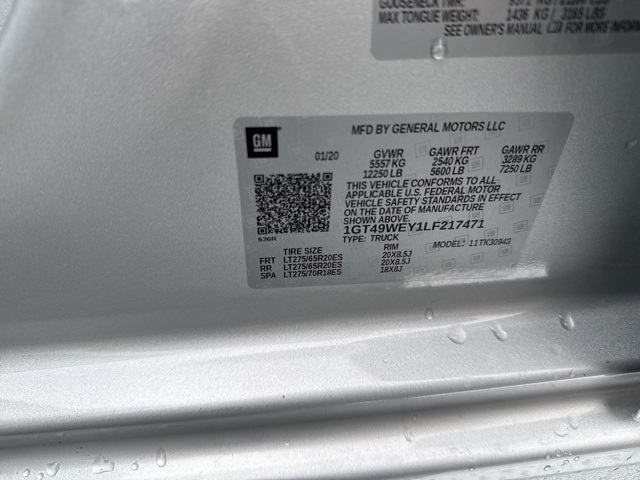 GOOSENECK TWR:
MAX TONGUE WEIGHT: 1436 KG / 3165 LBS
SEE OWNER'S MANUAL FOR MORE INFORM
GM
MFD BY GENERAL MOTORS LLC
01/20 GVWR GAWR FRT GAWR RR
5557 KG 2540 KG 3289 KG
12250 LB 5600 LB 7250 LB
THIS VEHICLE CONFORMS TO ALL
APPLICABLE U.S. FEDERAL MOTOR
VEHICLE SAFETY STANDARDS IN EFFECT
ON THE DATE OF MANUFACTURE
SHOWN ABOVE.
1GT49WEY1LF217471
TYPE: TRUCK MODEL: 11TK30943
636H
TIRE SIZE RIM
FRT LT275/65R20ES 20X8.5J
RR LT275/65R20ES 20X8.5J
SPA LT275/70R18ES 18X8J